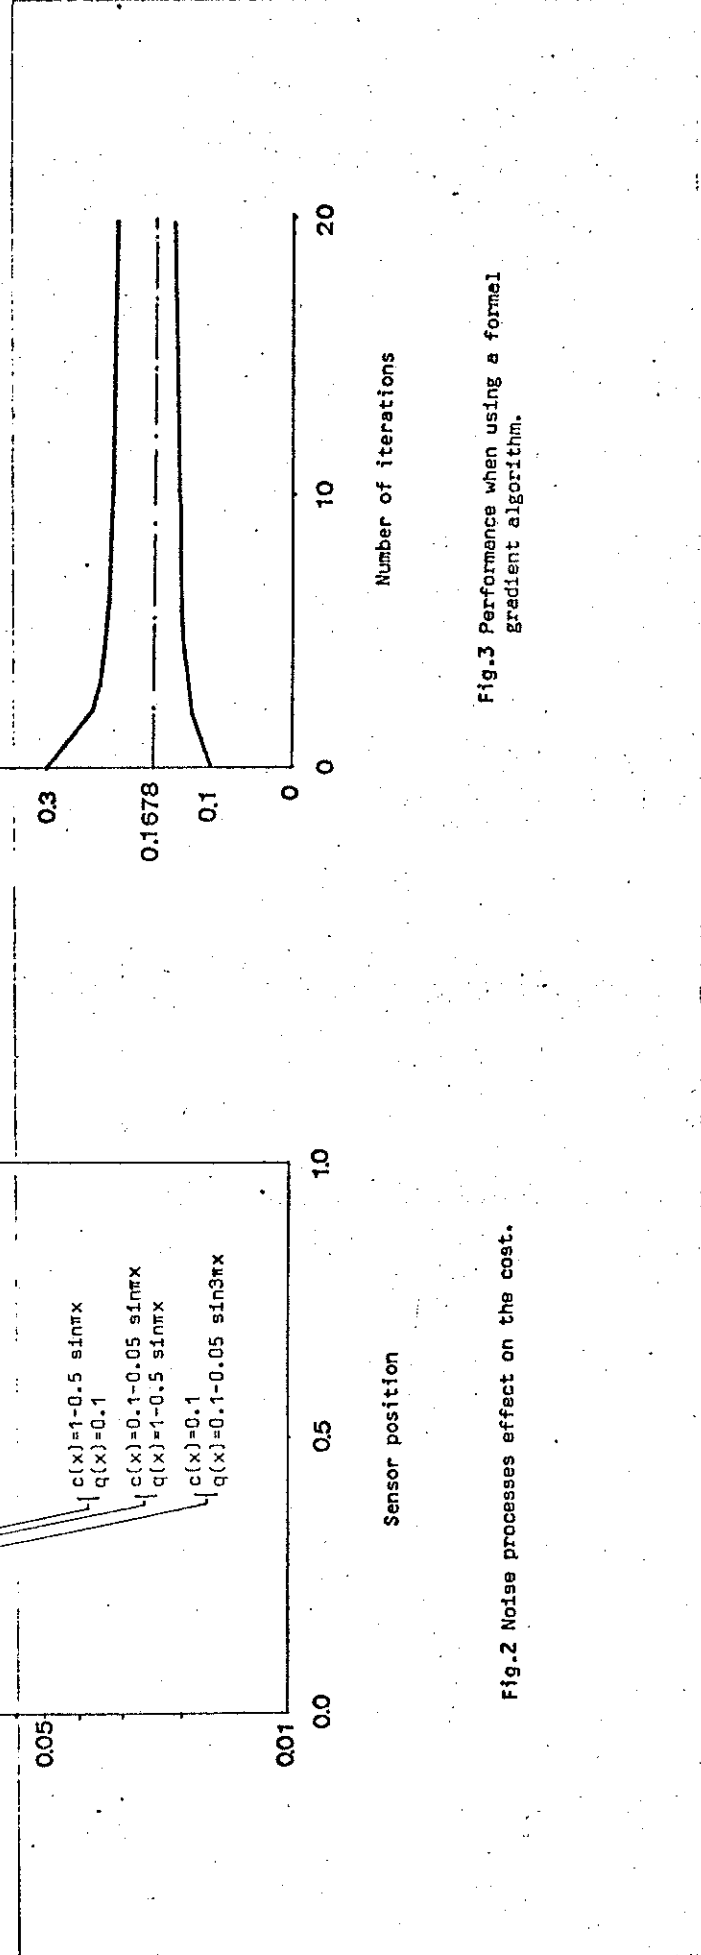 0.05
0.01
0.0
0.5
1.0
c(x)=1-0.5 sinπx
q(x)=0.1
c(x)=0.1-0.05 sinπx
q(x)=1-0.5 sinπx
c(x)=0.1
q(x)=0.1-0.05 sin3πx
Sensor position
Fig.2 Noise processes effect on the cost.
0.3
0.1678
0.1
0
0
10
20
Number of iterations
Fig.3 Performance when using a formal
gradient algorithm.